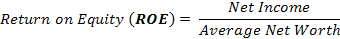 Return on Equity (ROE) = Net Income / Average Net Worth